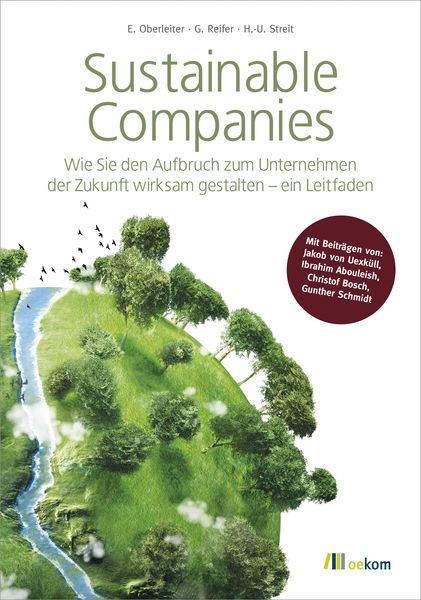 E. Oberleiter · G. Reifer · H.-U. Streit
Sustainable
Companies
Wie Sie den Aufbruch zum Unternehmen
der Zukunft wirksam gestalten – ein Leitfaden
Mit Beiträgen von:
Jakob von Uexküll,
Ibrahim Abouleish,
Christof Bosch,
Gunther Schmidt
oekom